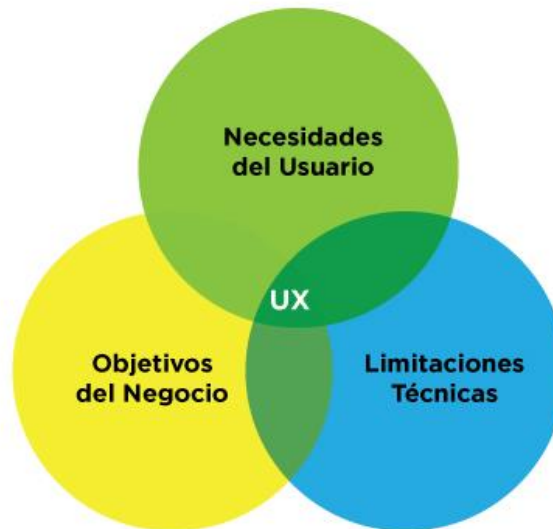 Necesidades
del Usuario
UX
Objetivos
del Negocio
Limitaciones
Técnicas